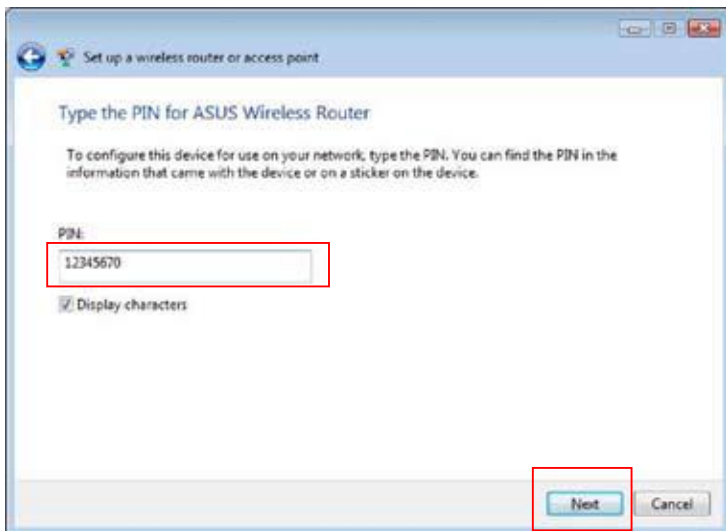 Set up a wireless router or access point
Type the PIN for ASUS Wireless Router
To configure this device for use on your network, type the PIN. You can find the PIN in the
information that came with the device or on a sticker on the device.
PIN:
12345670
Display characters
Next Cancel